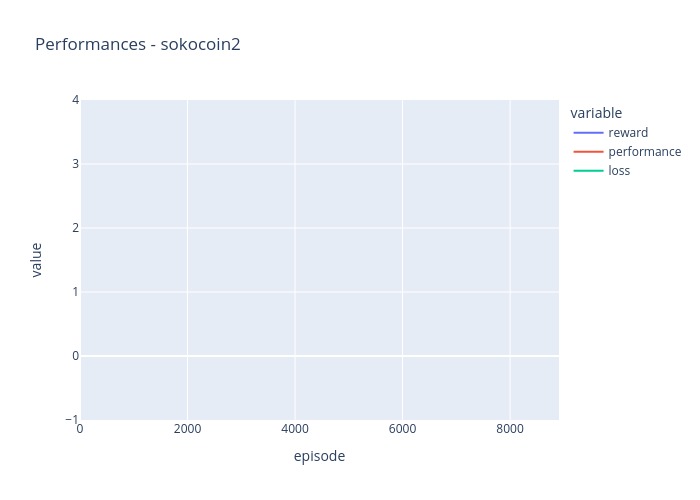 Performances - sokocoin2
variable
reward
performance
loss
value
4
3
2
1
0
−1
0
2000
4000
6000
8000
episode